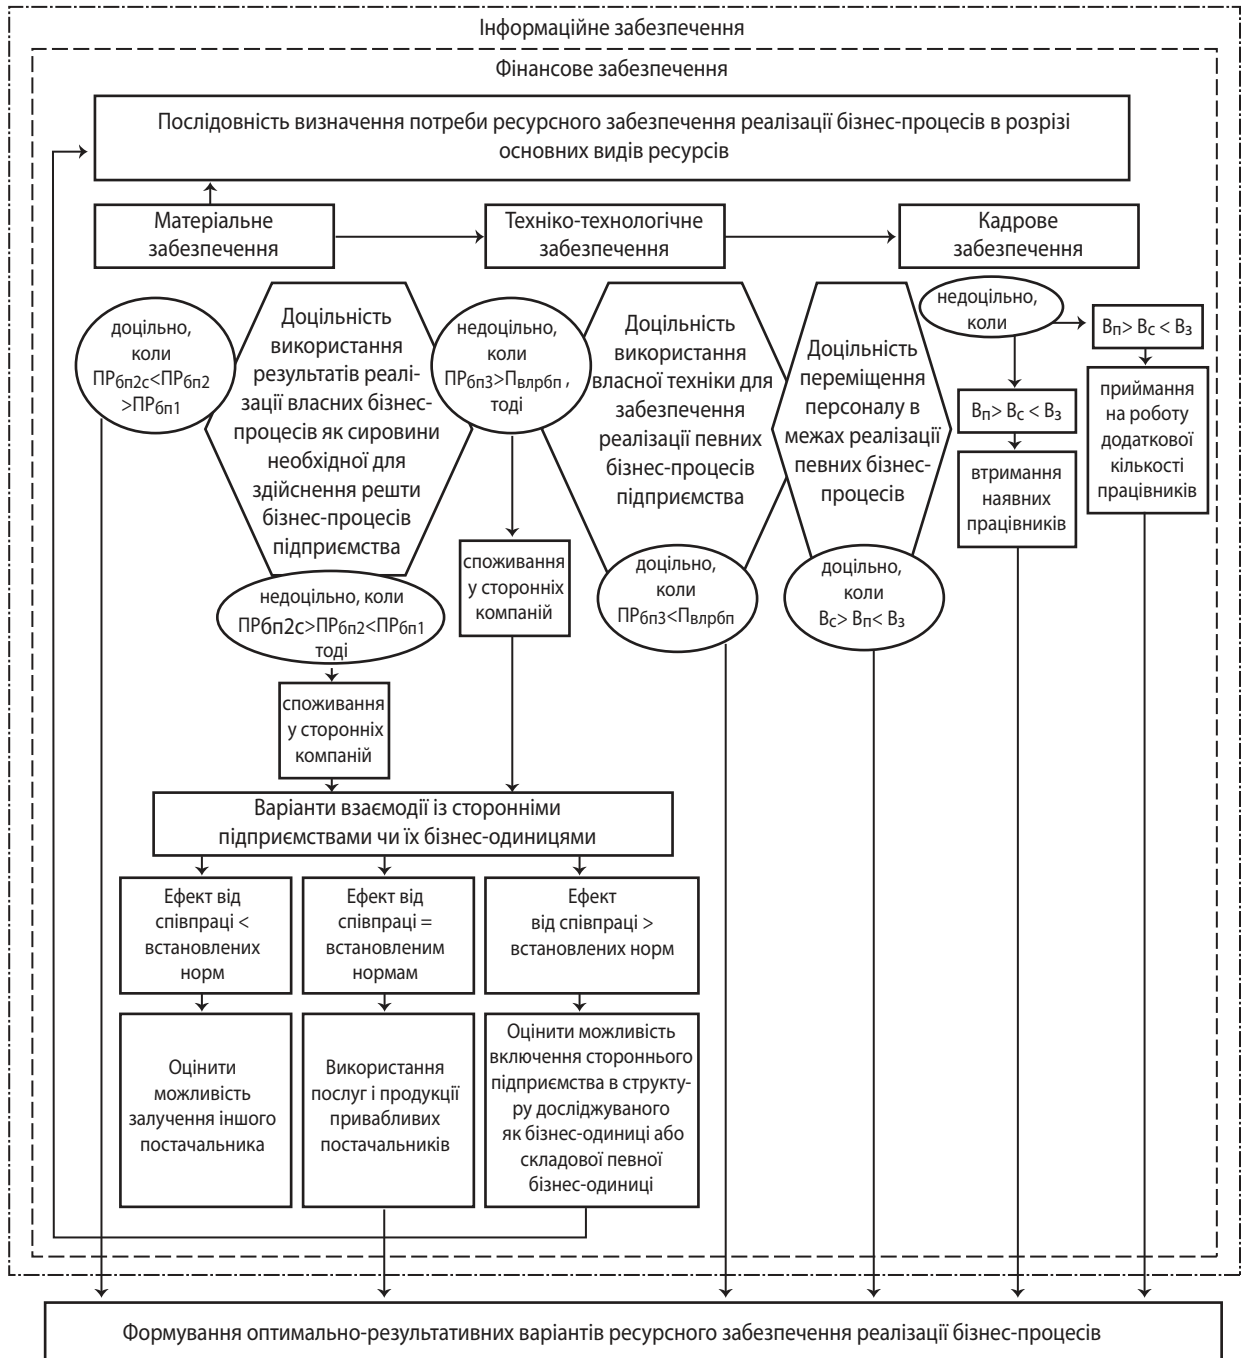 Інформаційне забезпечення
Фінансове забезпечення
Послідовність визначення потреби ресурсного забезпечення реалізації бізнес-процесів в розрізі
основних видів ресурсів
Матеріальне
забезпечення
Техніко-технологічне
забезпечення
Кадрове
забезпечення
доцільно,
коли
ПРбп2с<ПРбп2
>ПРбп1
Доцільність
використання
результатів реалі-
зації власних бізнес-
процесів як сировини
необхідної для
здійснення решти
бізнес-процесів
підприємства
недоцільно, коли
ПРбп2с>ПРбп2<ПРбп1
тоді
споживання
у сторонніх
компаній
недоцільно,
коли
ПРбп3>Пвлрбп ,
тоді
споживання
у сторонніх
компаній
Доцільність
використання
власної техніки для
забезпечення
реалізації певних
бізнес-процесів
підприємства
доцільно,
коли
ПРбп3<Пвлрбп
Доцільність
переміщення
персоналу в
межах реалізації
певних бізнес-
процесів
доцільно,
коли
Вс> Вп< Вз
недоцільно,
коли
Вп> Вс < Вз
втримання
наявних
працівників
Вп> Вс < Вз
приймання
на роботу
додаткової
кількості
працівників
Варіанти взаємодії із сторонніми
підприємствами чи їх бізнес-одиницями
Ефект від
співпраці <
встановлених
норм
Ефект від
співпраці =
встановленим
нормам
Ефект
від співпраці >
встановлених норм
Оцінити
можливість
залучення іншого
постачальника
Використання
послуг і продукції
привабливих
постачальників
Оцінити можливість
включення стороннього
підприємства в структу-
ру досліджуваного
як бізнес-одиниці або
складової певної
бізнес-одиниці
Формування оптимально-результативних варіантів ресурсного забезпечення реалізації бізнес-процесів